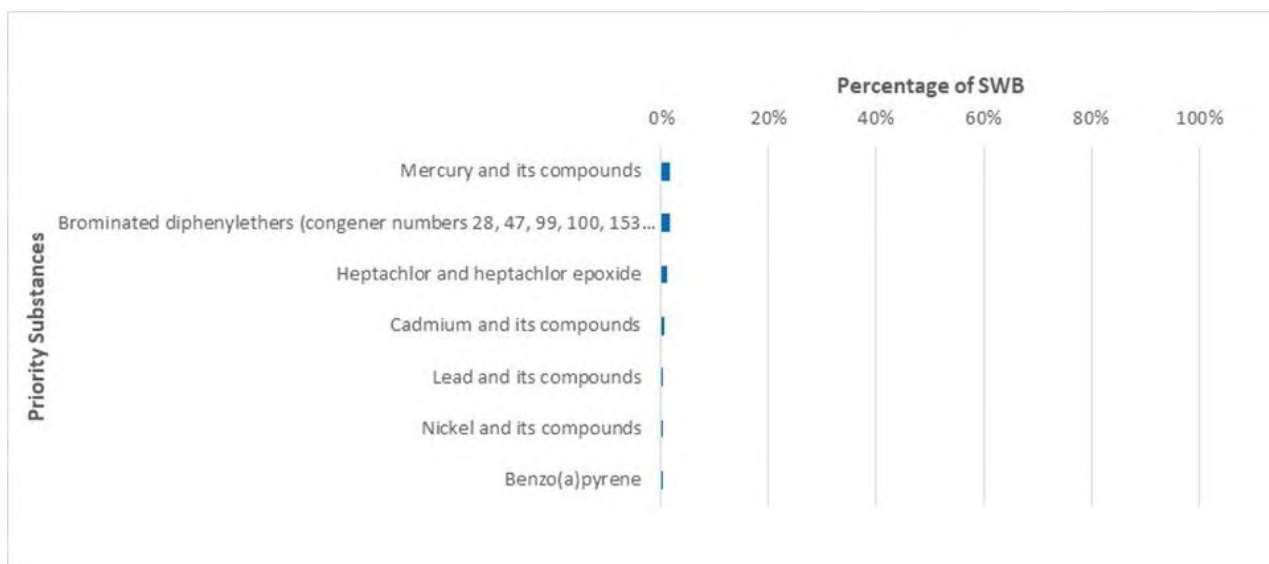 Percentage of SWB
0% 20% 40% 60% 80% 100%
Priority Substances
Mercury and its compounds
Brominated diphenylethers (congener numbers 28, 47, 99, 100, 153...
Heptachlor and heptachlor epoxide
Cadmium and its compounds
Lead and its compounds
Nickel and its compounds
Benzo(a)pyrene